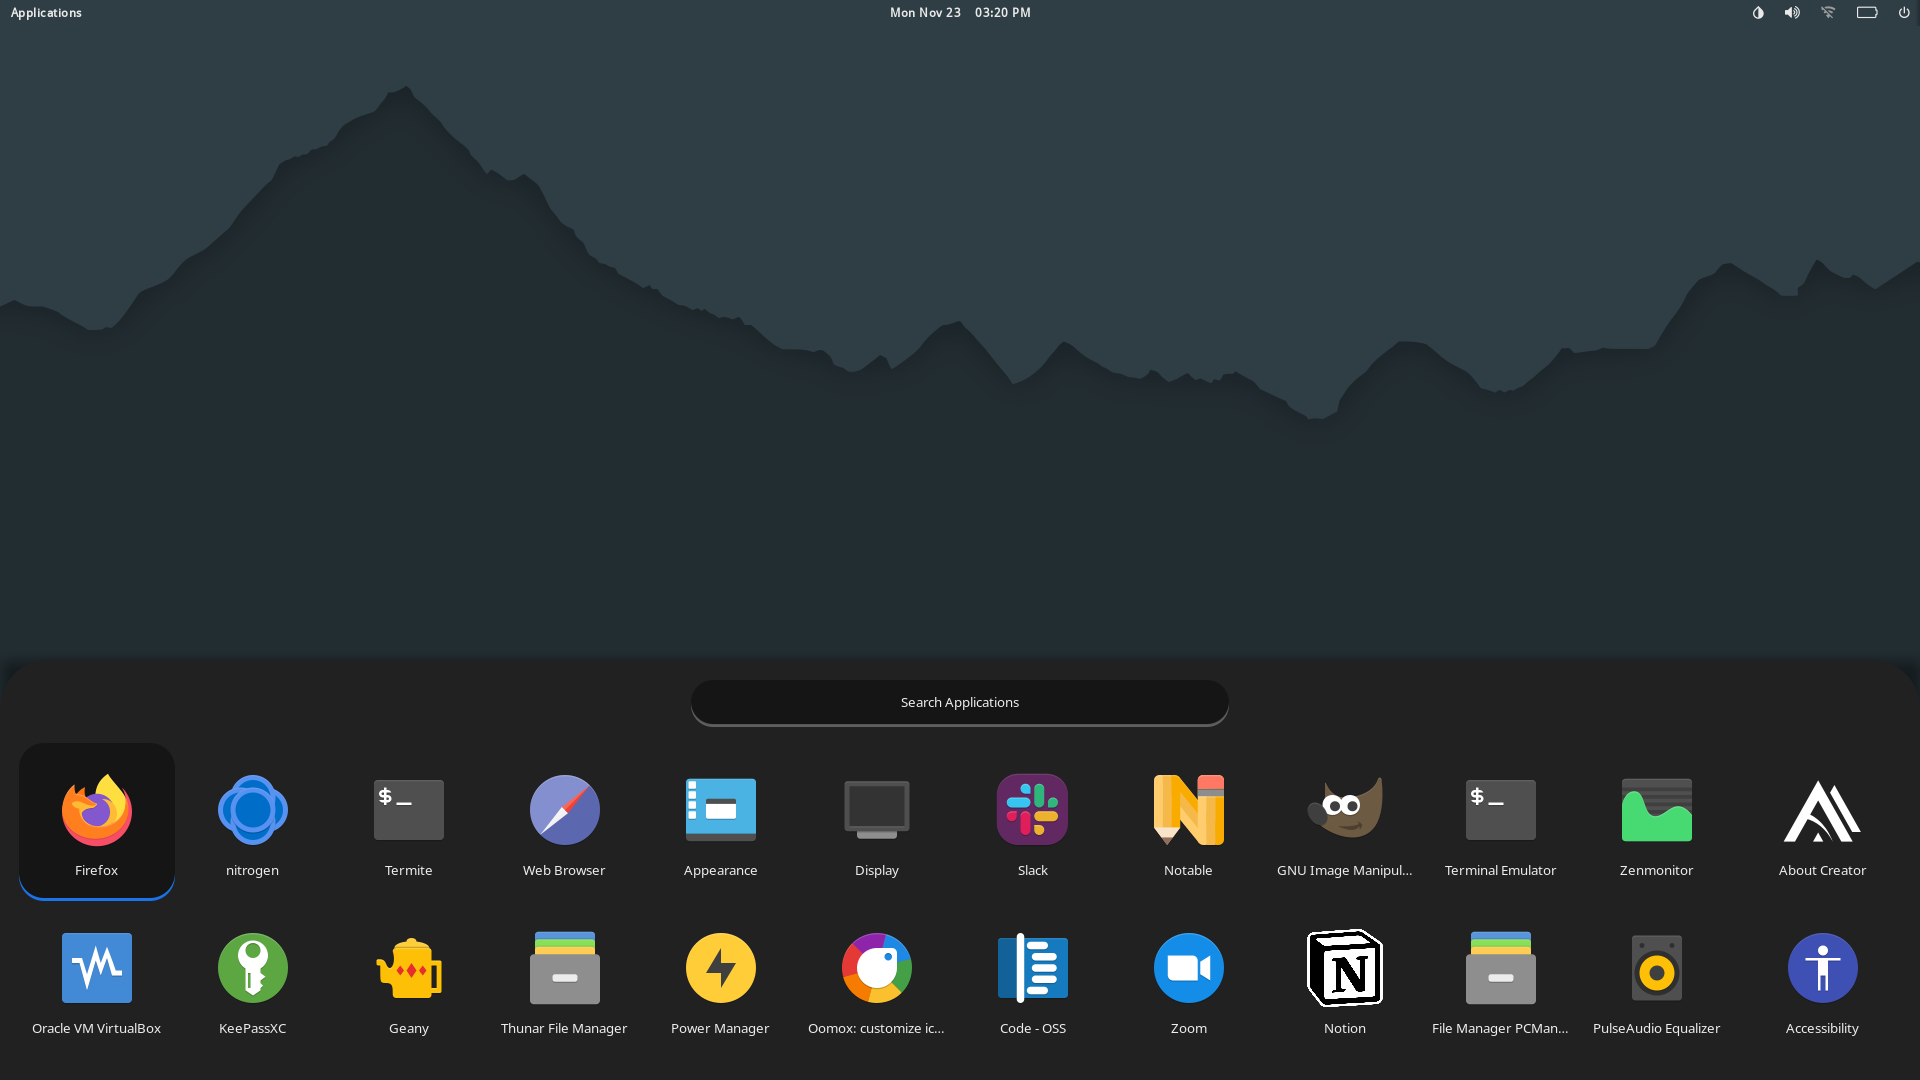 Applications
Mon Nov 23 03:20 PM
Search Applications
$ _
$ _
Firefox
nitrogen
Termite
Web Browser
Appearance
Display
Slack
Notable
GNU Image Manipul...
Terminal Emulator
Zenmonitor
About Creator
N
Oracle VM VirtualBox
KeePassXC
Geany
Thunar File Manager
Power Manager
Oomox: customize ic...
Code - OSS
Zoom
Notion
File Manager PCMan...
PulseAudio Equalizer
Accessibility